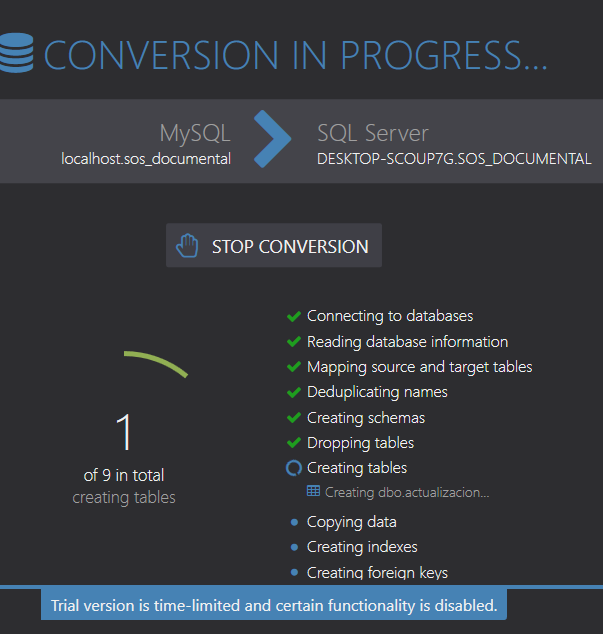 CONVERSION IN PROGRESS...
MySQL
localhost.sos_documental
SQL Server
DESKTOP-SCOUP7G.SOS_DOCUMENTAL
STOP CONVERSION
1
of 9 in total
creating tables
Connecting to databases
Reading database information
Mapping source and target tables
Deduplicating names
Creating schemas
Dropping tables
Creating tables
Creating dbo.actualizacion...
Copying data
Creating indexes
Creating foreign keys
Trial version is time-limited and certain functionality is disabled.